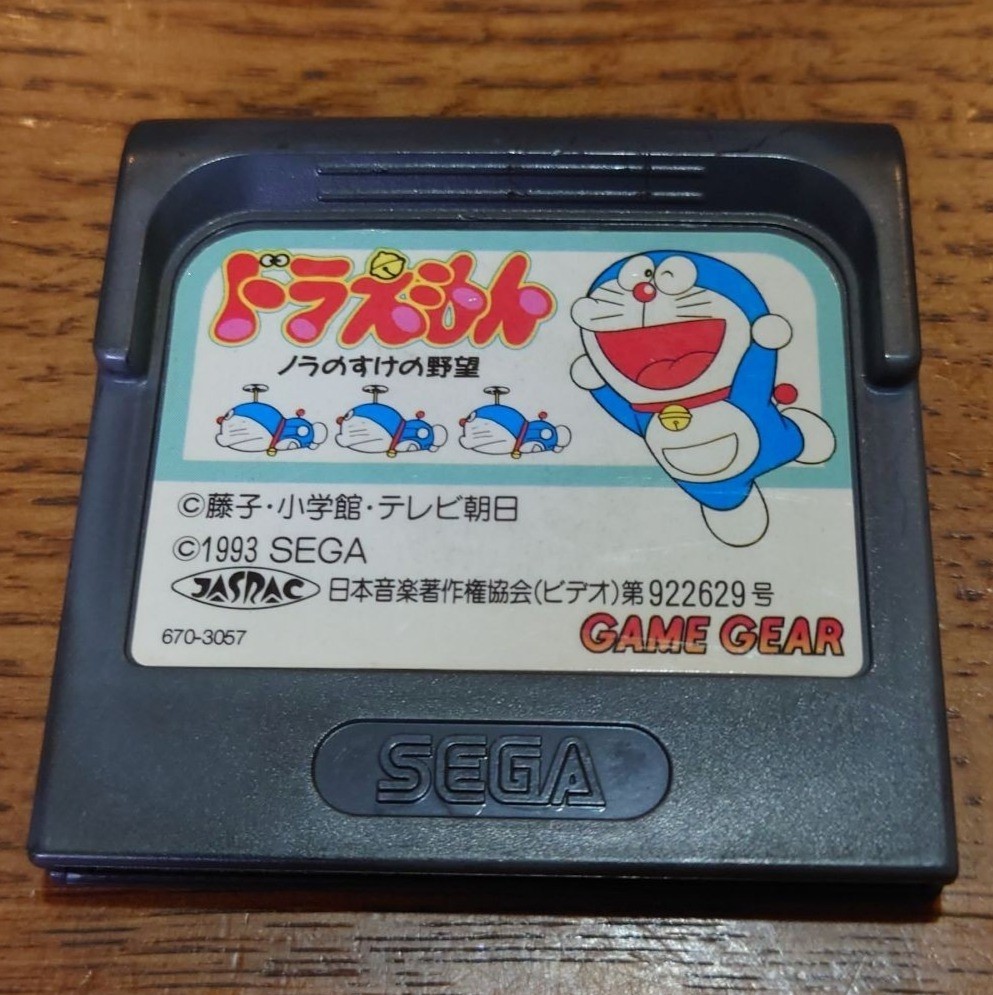 ドラえもん
ノラのすけの野望
©藤子・小学館・テレビ朝日
©1993 SEGA
JASRAC 日本音楽著作権協会(ビデオ)第922629号
670-3057
GAME GEAR
SEGA